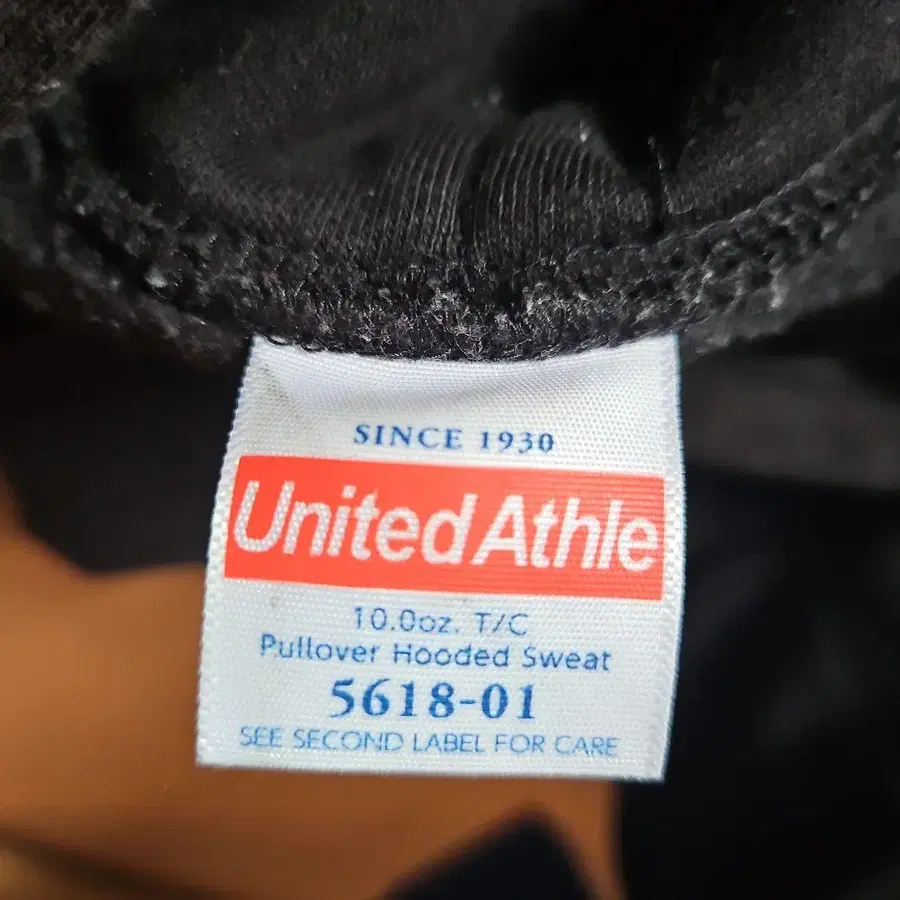 SINCE 1930
United Athle
10.0oz. T/C
Pullover Hooded Sweat
5618-01
SEE SECOND LABEL FOR CARE